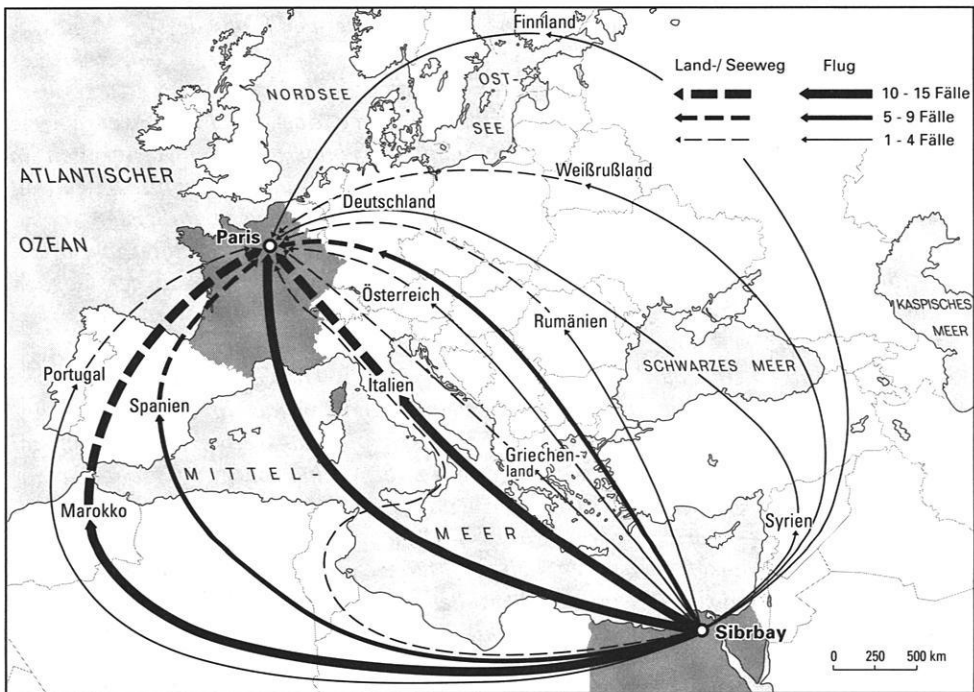 Finnland
Land-/ Seeweg Flug
10 - 15 Fälle
5 - 9 Fälle
1 - 4 Fälle
NORDSEE
OST-
SEE
ATLANTISCHER
OZEAN
Weißrußland
Deutschland
Paris
Österreich
Rumänien
KASPISCHES
MEER
SCHWARZES MEER
Portugal
Spanien
Italien
Griechen-
land
MITTEL-
MEER
Marokko
Syrien
Sibrbay
0 250 500 km